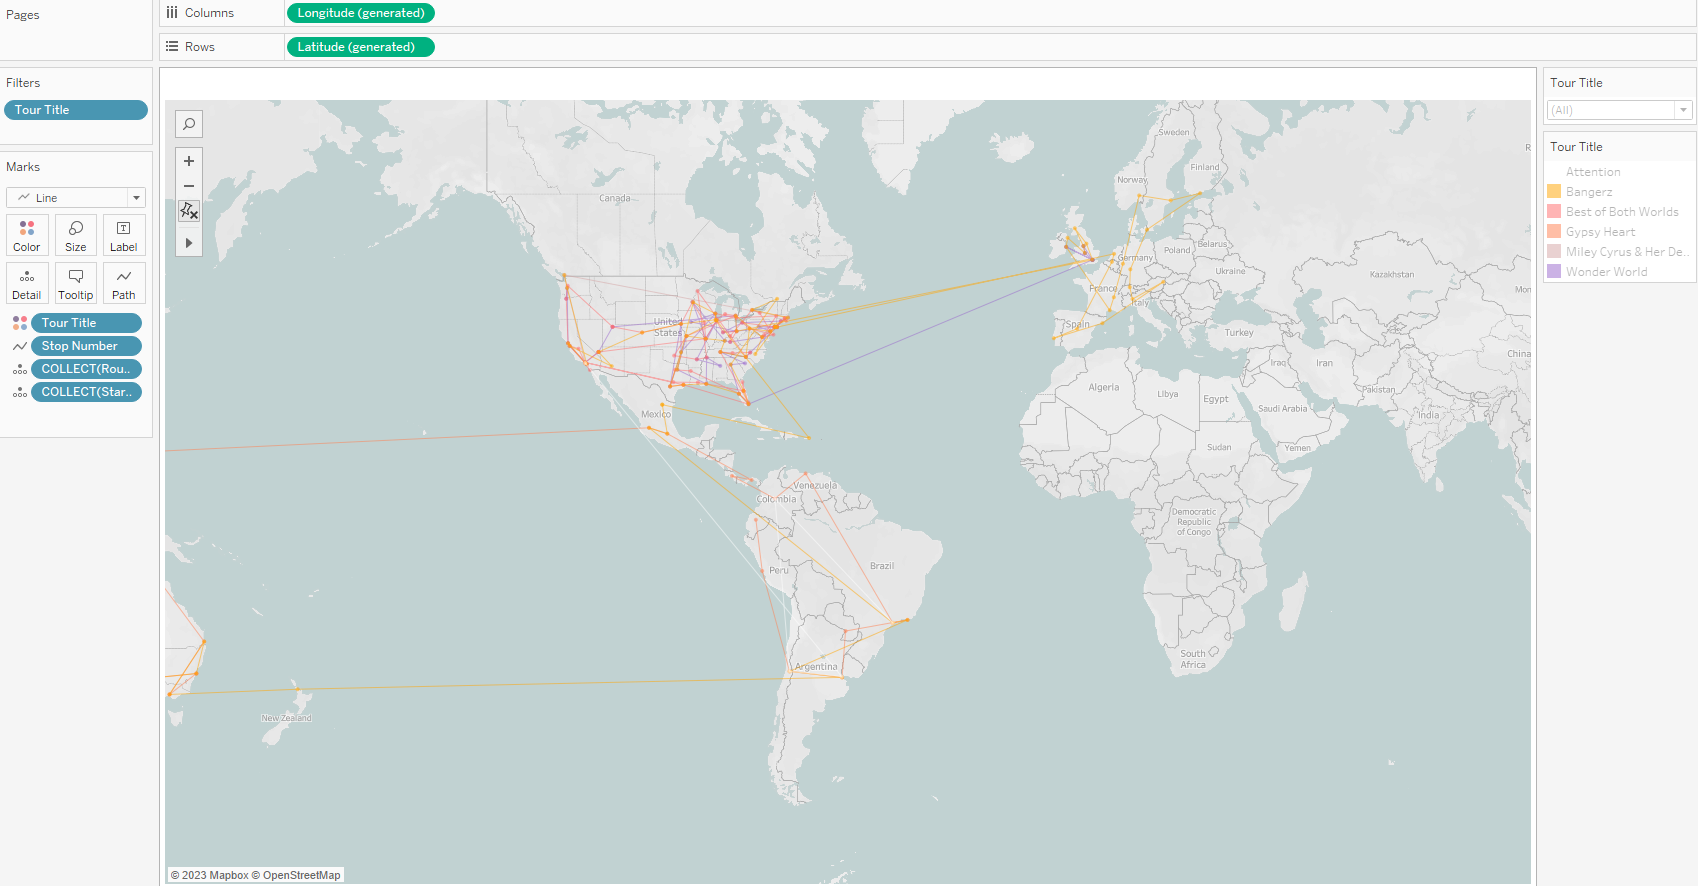 Pages
Columns
Longitude (generated)
Rows
Latitude (generated)
Filters
Tour Title
Marks
Line
Color
Size
Label
Detail
Tooltip
Path
Tour Title
Stop Number
COLLECT(Rou..
COLLECT(Star..
Sweden
Finland
Norway
R
Canada
Poland
Belarus
Germany
Ukraine
Kazakhstan
France
Mon
Italy
United
States
Spain
Turkey
China
Iraq
Iran
Algeria
Libya
Egypt
Pakistan
Saudi Arabia
India
Mexico
Sudan
Yemen
Venezuela
Colombia
Democratic
Republic
of Congo
Peru
Brazil
South
Africa
Argentina
New Zealand
© 2023 Mapbox © OpenStreetMap
Tour Title
(All)
Tour Title
Attention
Bangerz
Best of Both Worlds
Gypsy Heart
Miley Cyrus & Her De..
Wonder World